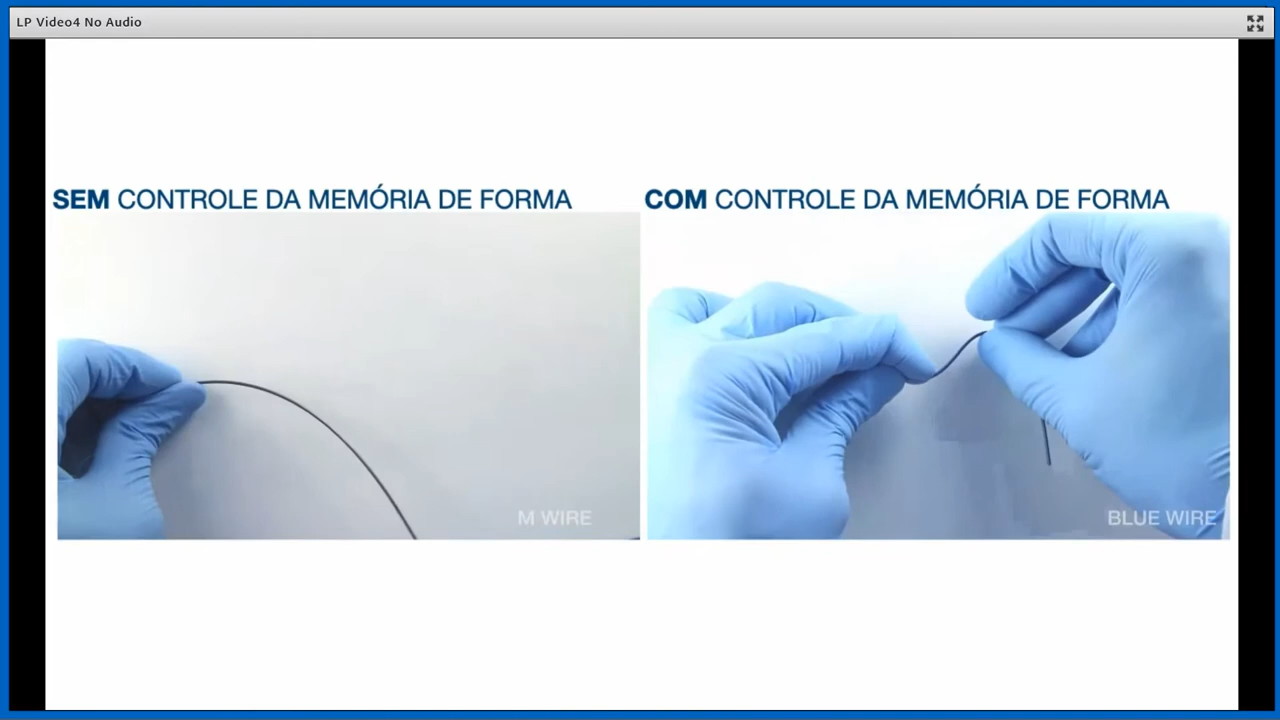 LP Video4 No Audio
SEM CONTROLE DA MEMÓRIA DE FORMA
COM CONTROLE DA MEMÓRIA DE FORMA
M WIRE
BLUE WIRE